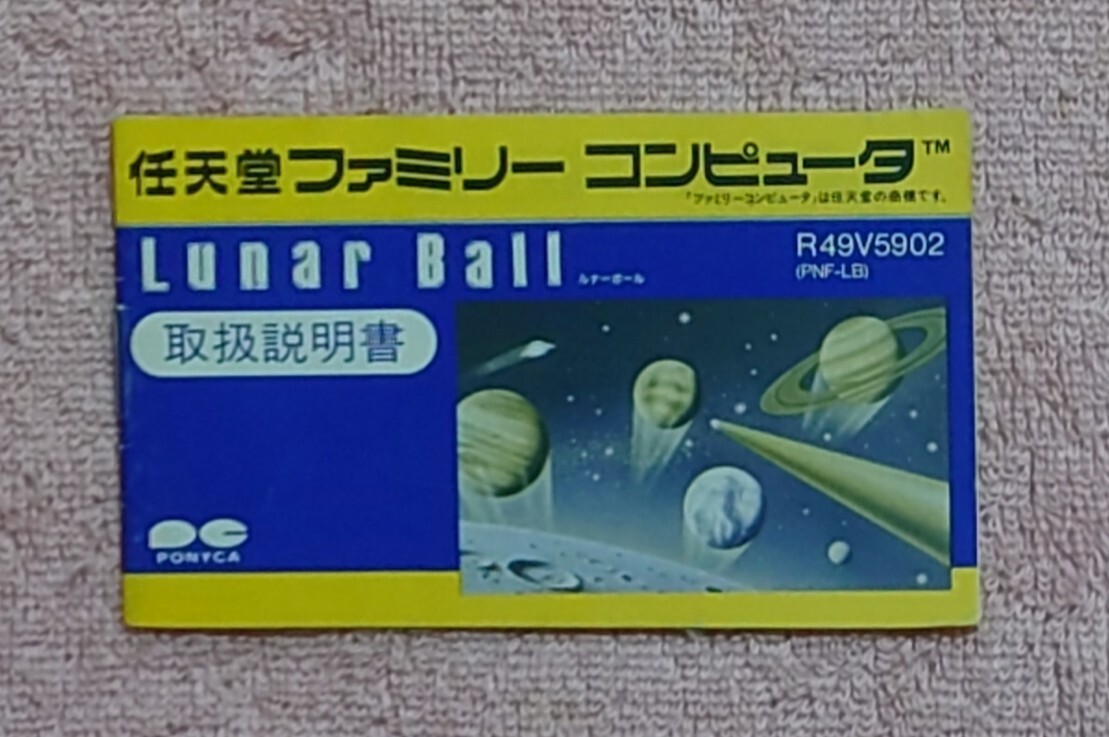 任天堂ファミリー コンピュータ™
「ファミリーコンピュータ」は任天堂の商標です。
Lunar Ball ルナーボール
R49V5902
(PNF-LB)
取扱説明書
PC
PONYCA